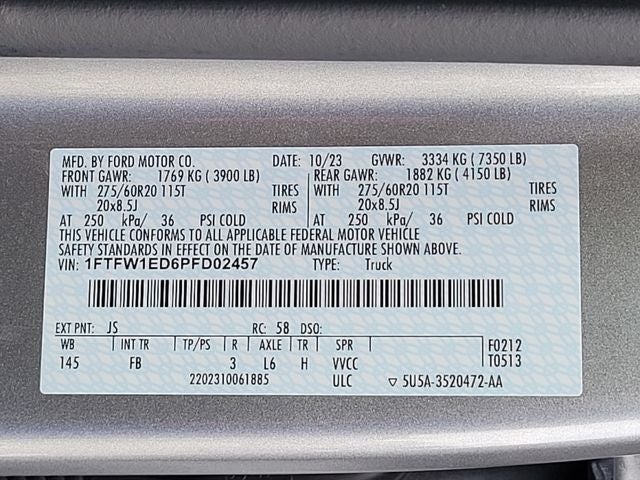 MFD. BY FORD MOTOR CO. DATE: 10/23 GVWR: 3334 KG ( 7350 LB)
FRONT GAWR: 1769 KG ( 3900 LB) REAR GAWR: 1882 KG ( 4150 LB)
WITH 275/60R20 115T TIRES WITH 275/60R20 115T TIRES
20x8.5J RIMS 20x8.5J RIMS
AT 250 kPa/ 36 PSI COLD AT 250 kPa/ 36 PSI COLD
THIS VEHICLE CONFORMS TO ALL APPLICABLE FEDERAL MOTOR VEHICLE
SAFETY STANDARDS IN EFFECT ON THE DATE OF MANUFACTURE SHOWN ABOVE.
VIN: 1FTFW1ED6PFD02457 TYPE: Truck
EXT PNT: JS RC: 58 DSO:
WB INT TR TP/PS R AXLE TR SPR F0212
145 FB 3 L6 H VVCC T0513
2202310061885 ULC ▽ 5U5A-3520472-AA